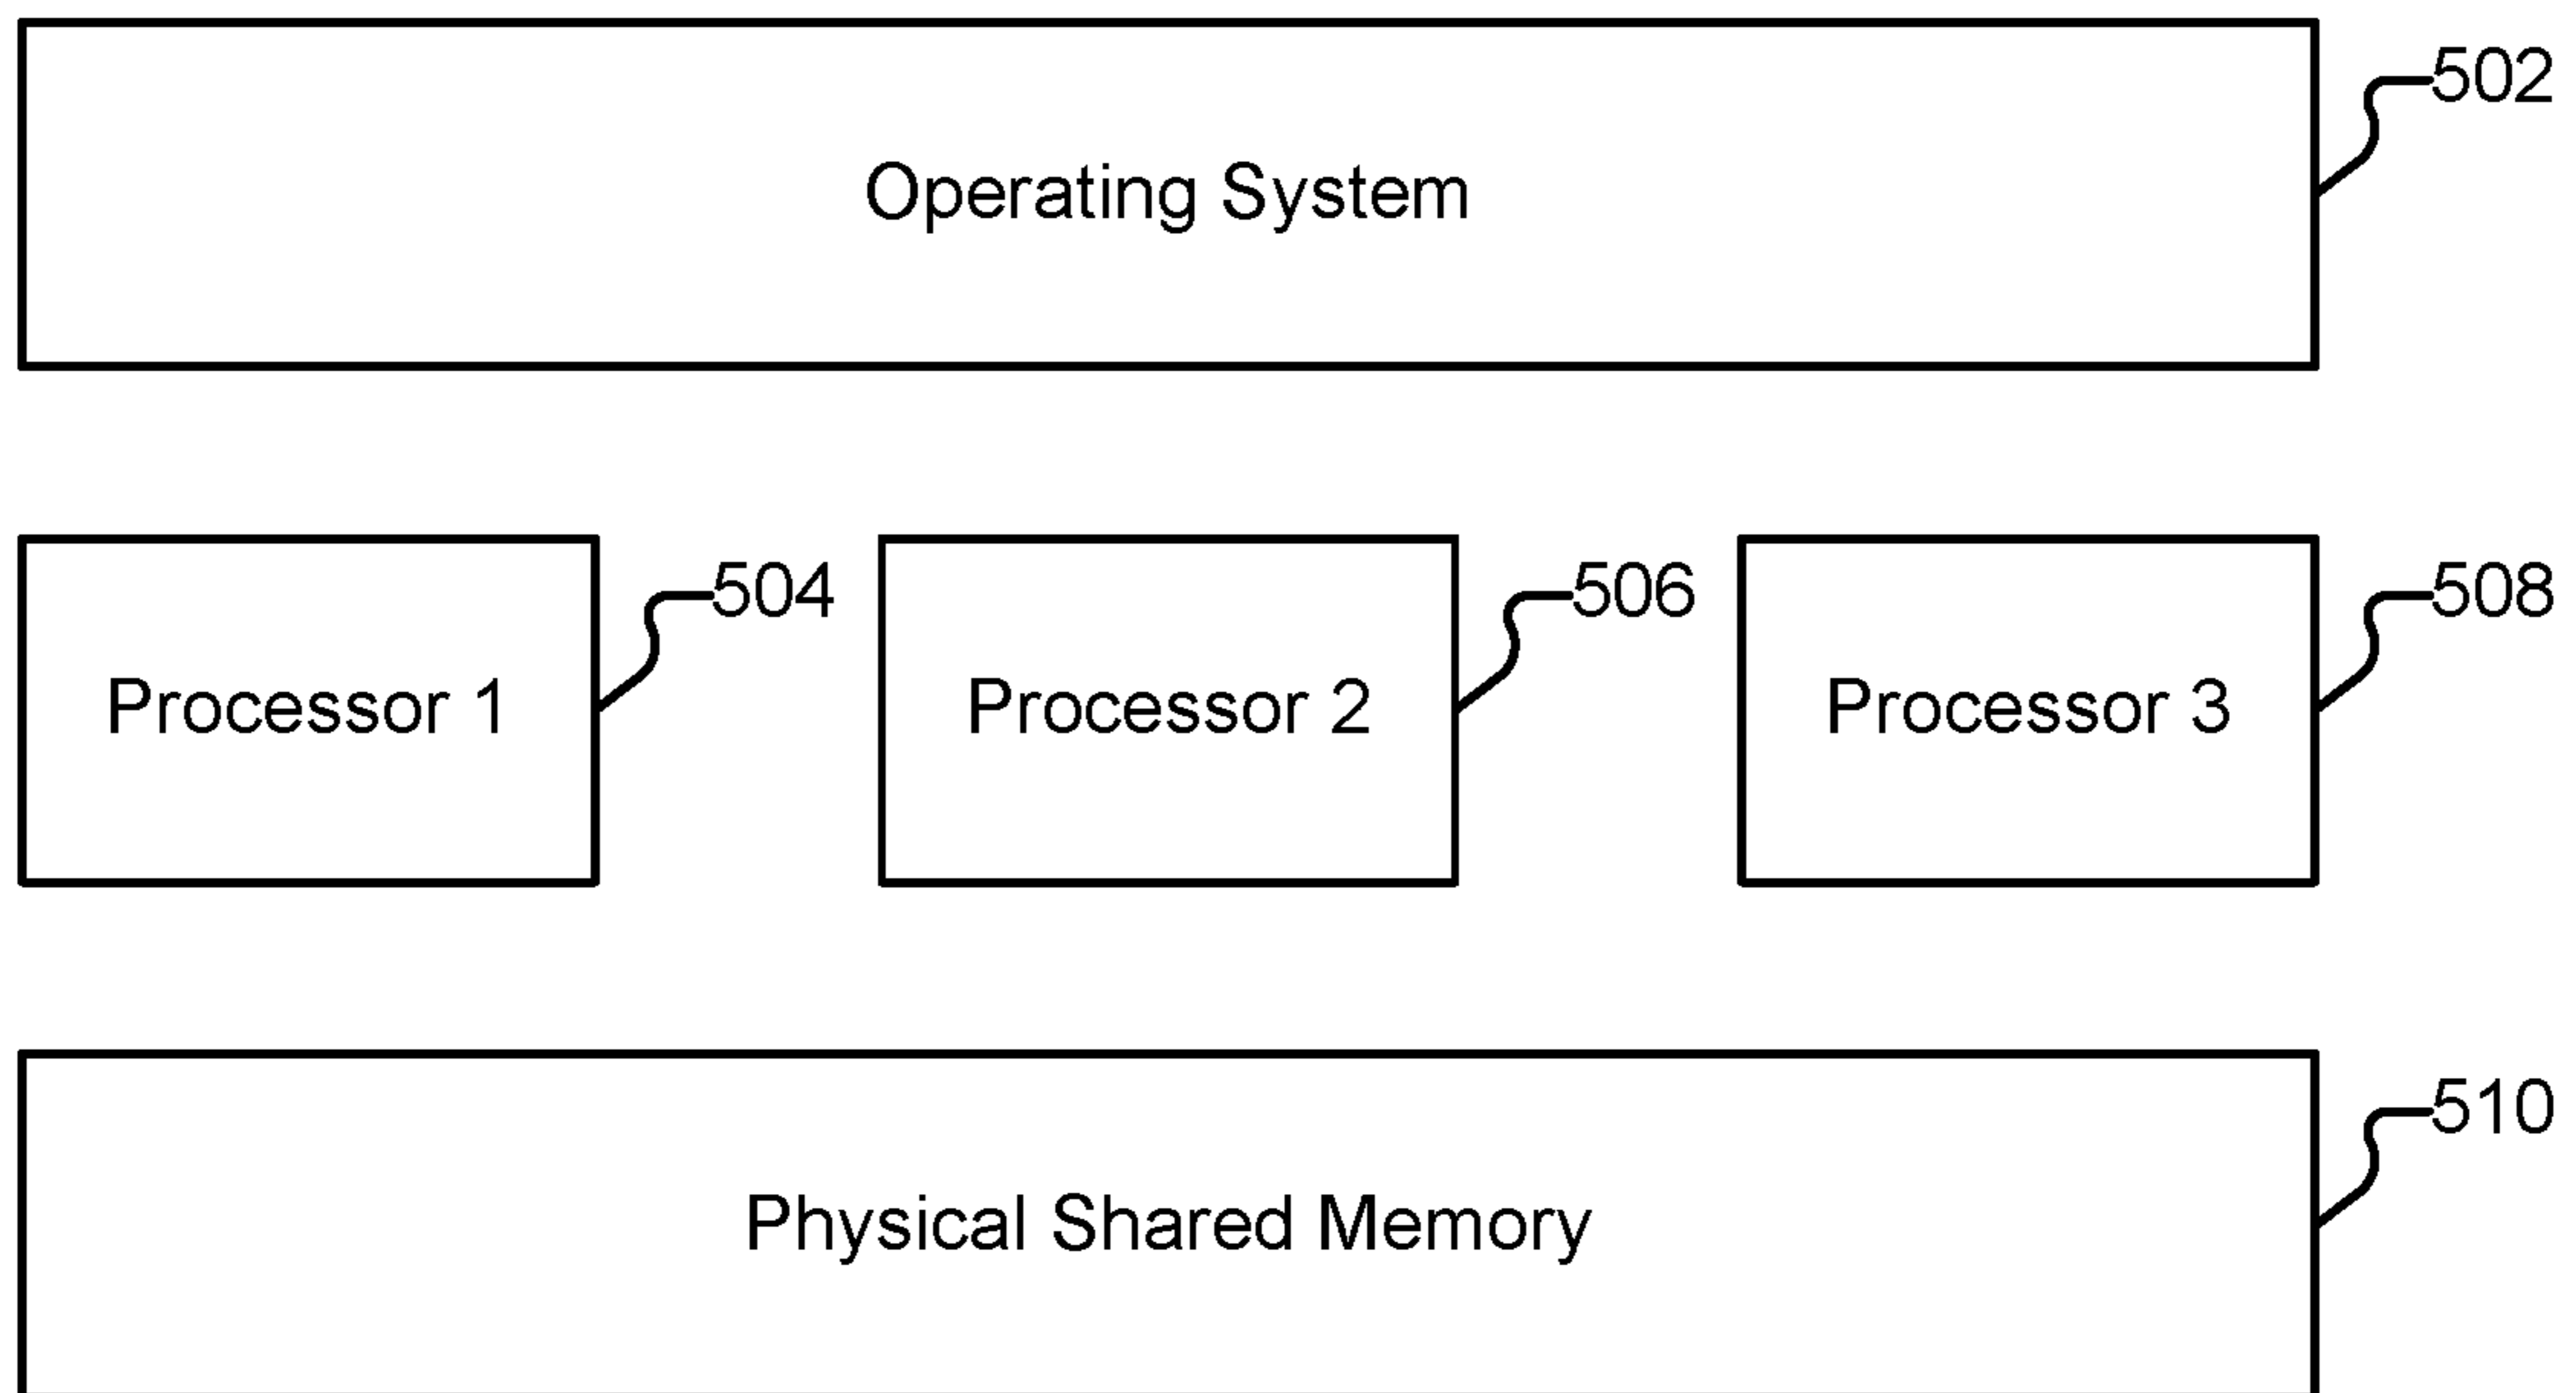 502
Operating System
504
506
508
Processor 1
Processor 2
Processor 3
510
Physical Shared Memory